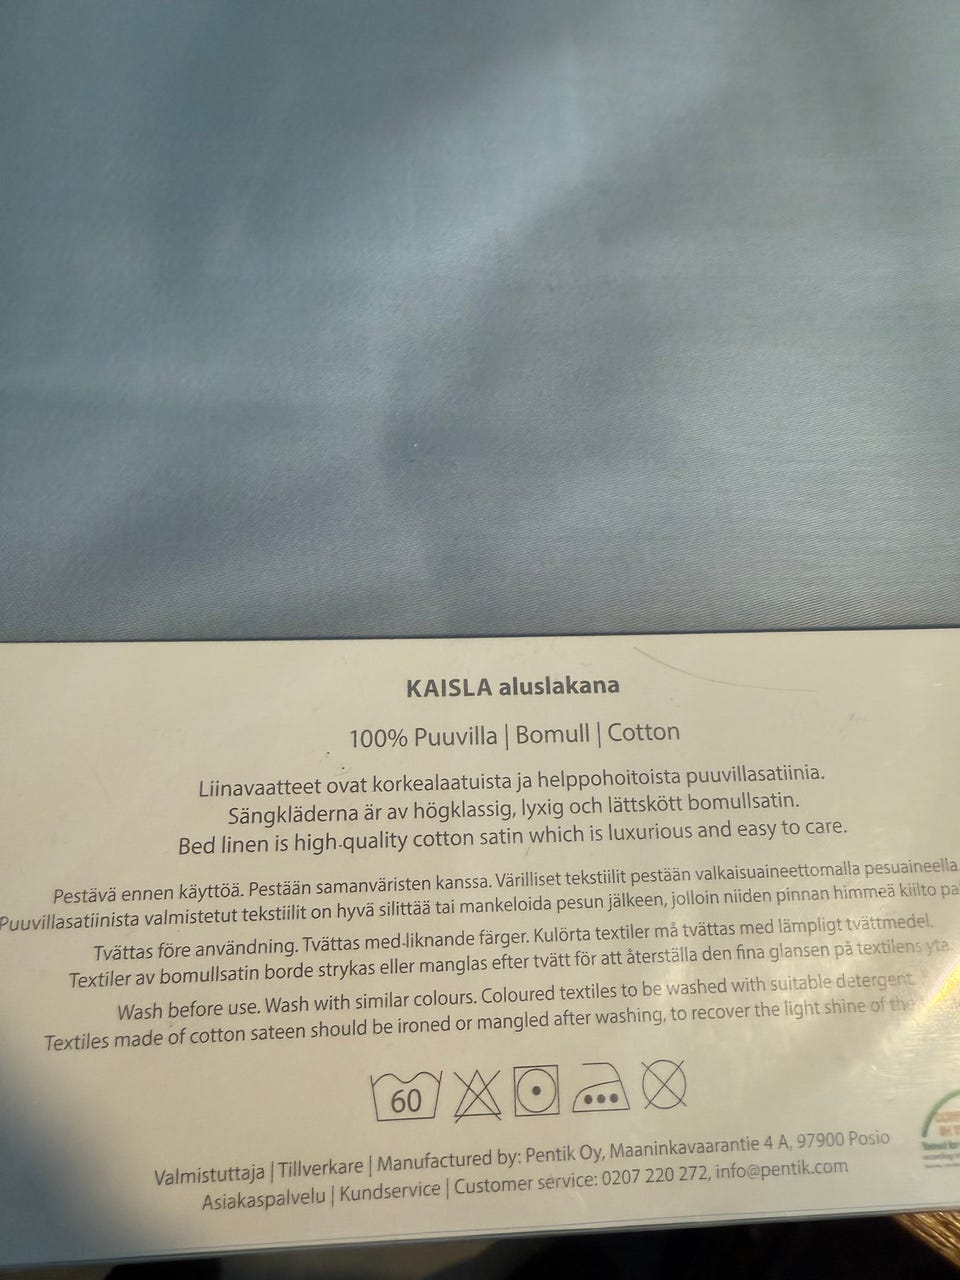 KAISLA aluslakana
100% Puuvilla | Bomull | Cotton
Liinavaatteet ovat korkealaatuista ja helppohoitoista puuvillasatiinia.
Sängkläderna är av högklassig, lyxig och lättskött bomullsatin.
Bed linen is high-quality cotton satin which is luxurious and easy to care.
Pestävä ennen käyttöä. Pestään samanväristen kanssa. Värilliset tekstiilit pestään valkaisuaineettomalla pesuaineella.
Puuvillasatiinista valmistetut tekstiilit on hyvä silittää tai mankeloida pesun jälkeen, jolloin niiden pinnan himmeä kiilto
Tvättas före användning. Tvättas med liknande färger. Kulörta textiler må tvättas med lämpligt tvättmedel.
Textiler av bomullsatin borde strykas eller manglas efter tvätt för att återställa den fina glansen på textilens yta.
Wash before use. Wash with similar colours. Coloured textiles to be washed with suitable detergent.
Textiles made of cotton sateen should be ironed or mangled after washing, to recover the light shine of the
60
Valmistuttaja | Tillverkare | Manufactured by: Pentik Oy, Maaninkavaarantie 4 A, 97900 Posio
Asiakaspalvelu | Kundservice | Customer service: 0207 220 272, info@pentik.com